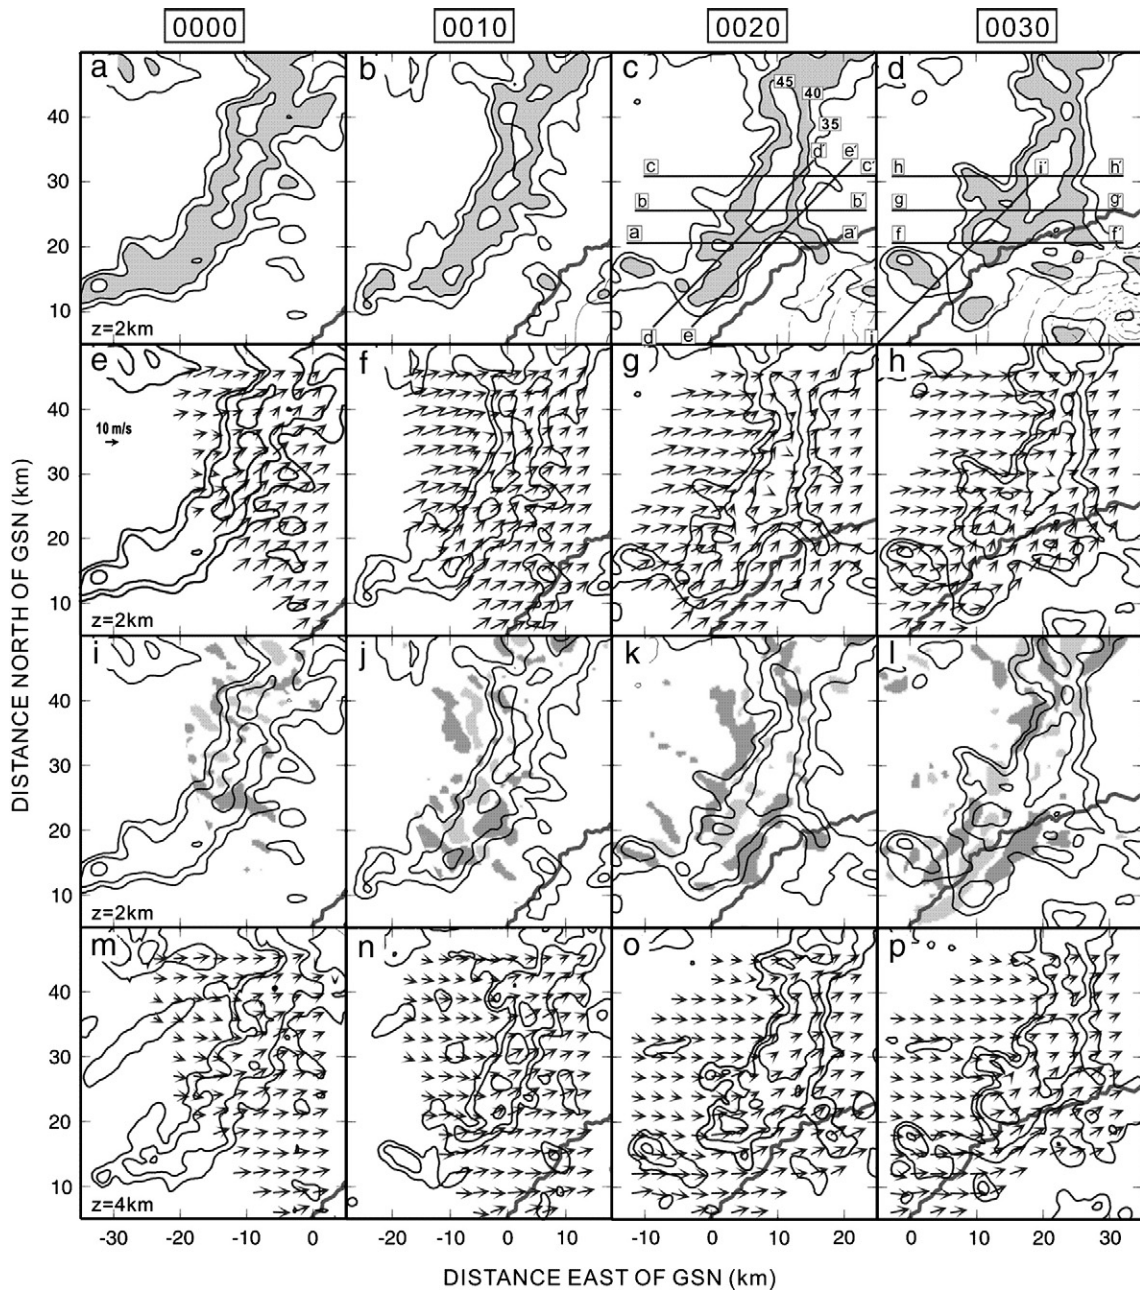 0000 0010 0020 0030
a b c d
45
40
35
d′ e′
c c′ h i′ h′
b b′ g g′
a a′ f f′
d e i
40
30
20
10
z=2km
e f g h
10 m/s
40
30
20
10
z=2km
i j k l
40
30
20
10
z=2km
m n o p
40
30
20
10
z=4km
-30 -20 -10 0 -20 -10 0 10 -10 0 10 20 0 10 20 30
DISTANCE EAST OF GSN (km)
DISTANCE NORTH OF GSN (km)